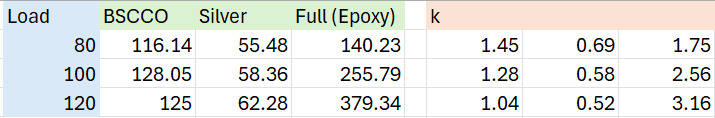 Load BSCCO Silver Full (Epoxy) k
80 116.14 55.48 140.23 1.45 0.69 1.75
100 128.05 58.36 255.79 1.28 0.58 2.56
120 125 62.28 379.34 1.04 0.52 3.16